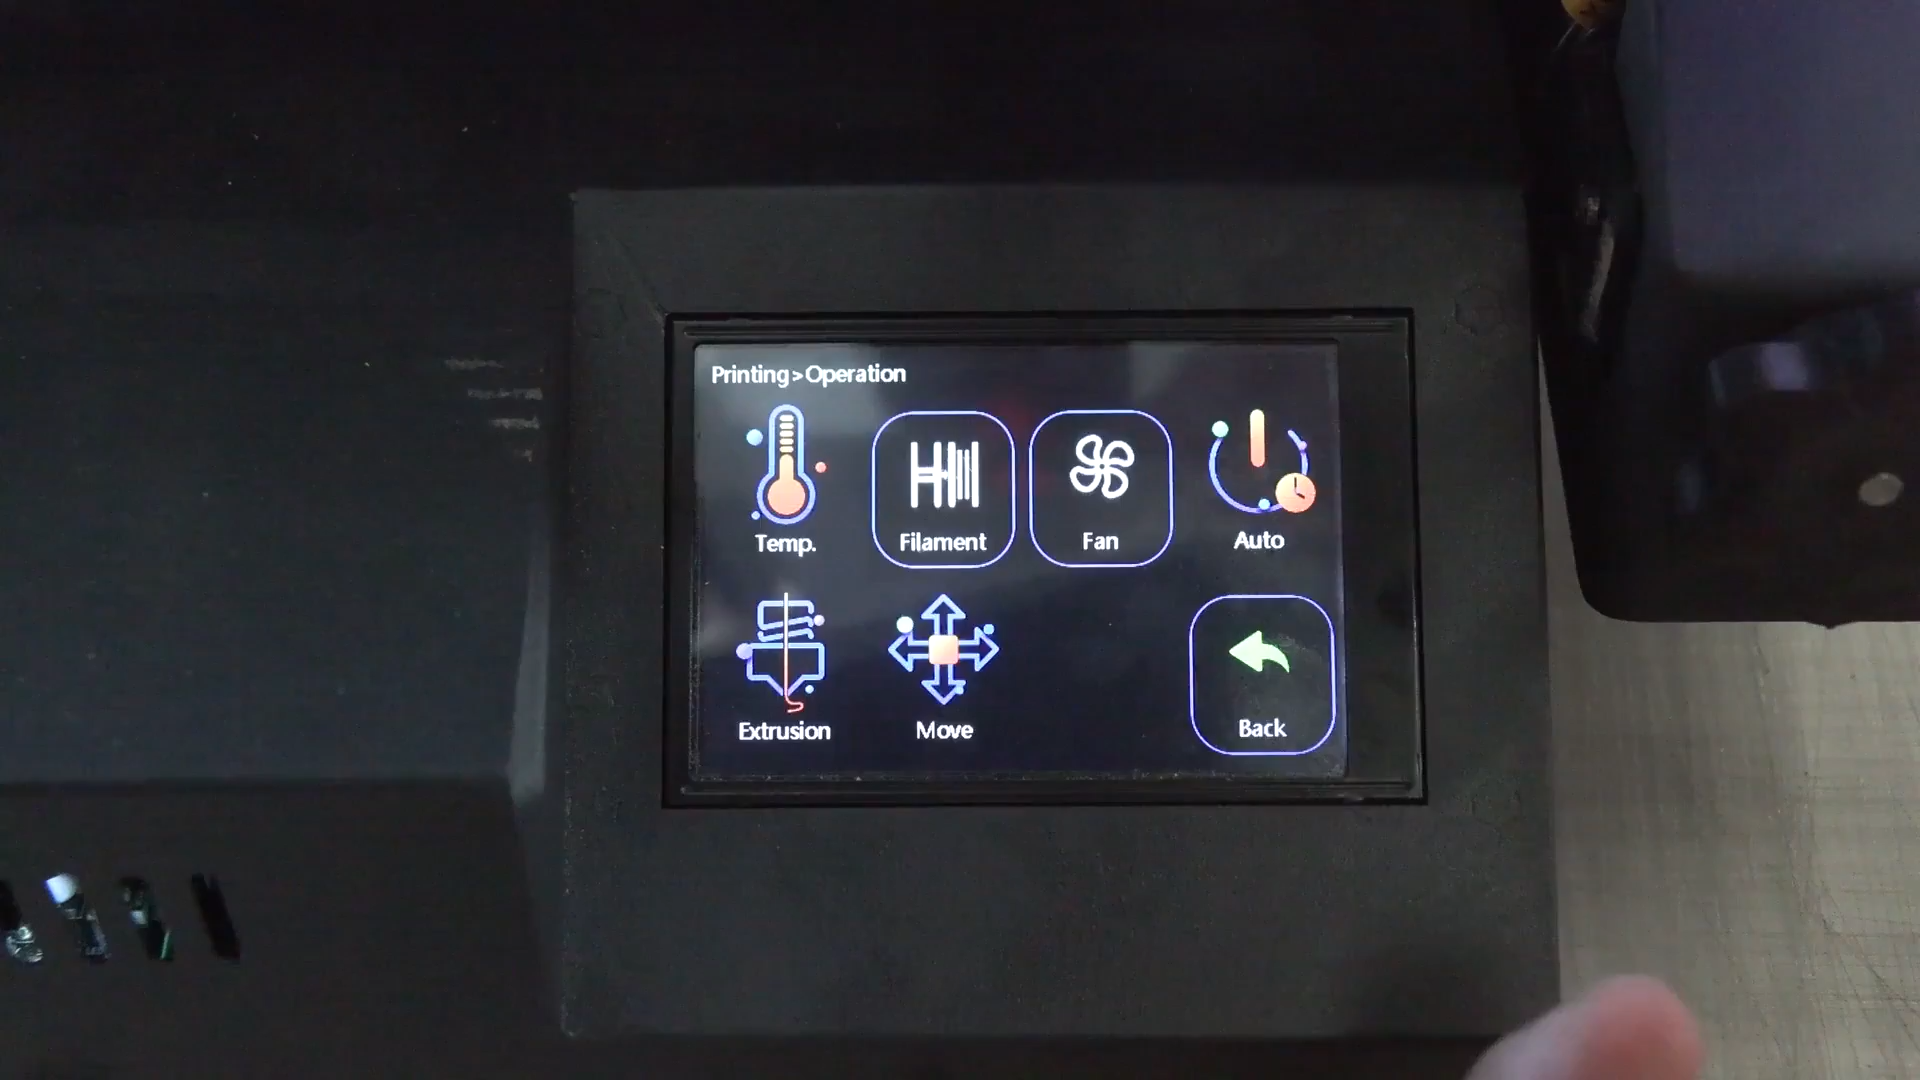 Printing>Operation
Temp.
Filament
Fan
Auto
Extrusion
Move
Back